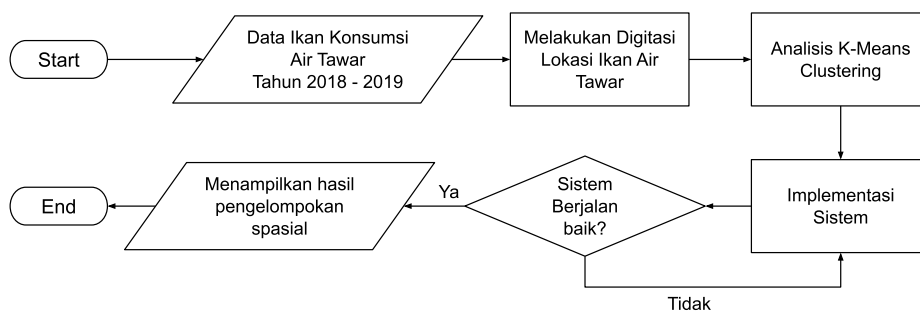 Start
Data Ikan Konsumsi
Air Tawar
Tahun 2018 - 2019
Melakukan Digitasi
Lokasi Ikan Air
Tawar
Analisis K-Means
Clustering
Implementasi
Sistem
Sistem
Berjalan
baik?
Ya
Tidak
Menampilkan hasil
pengelompokan
spasial
End